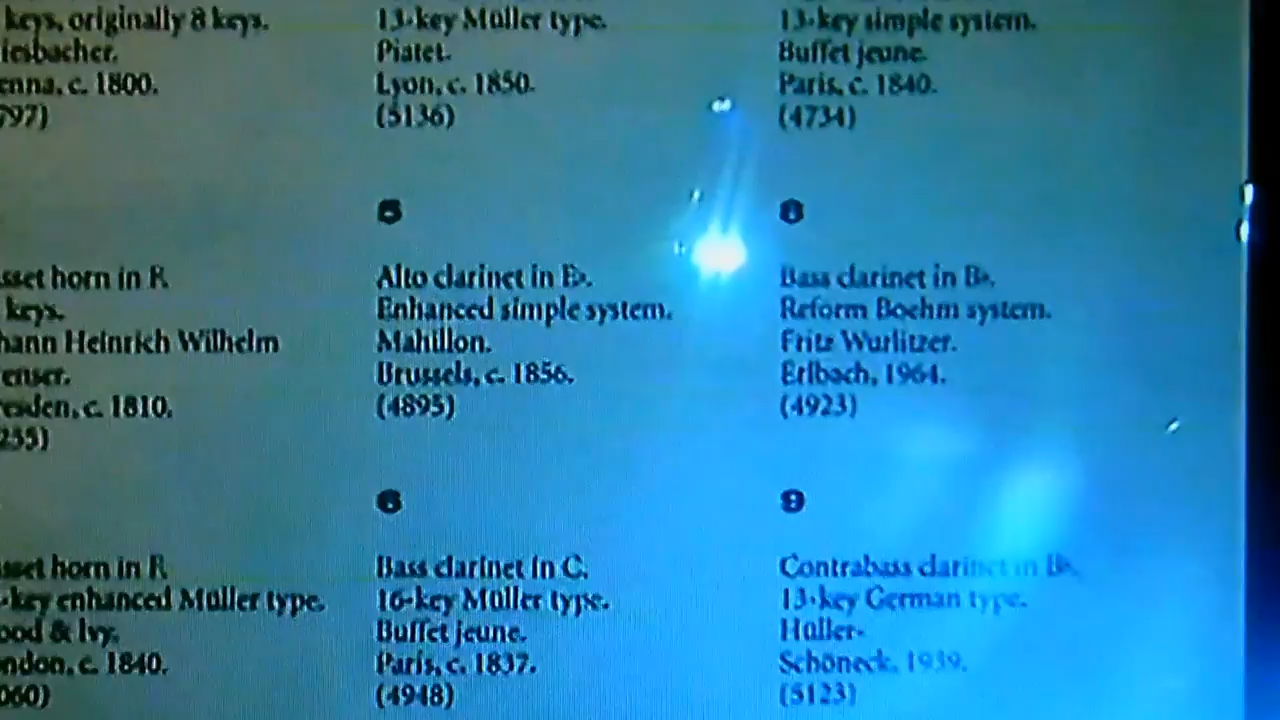 keys, originally 8 keys.
iesbacher.
enna, c. 1800.
797)
sset horn in F.
keys.
hann Heinrich Wilhelm
enser.
esden, c. 1810.
255)
sset horn in F.
-key enhanced Müller type.
ood & Ivy.
ndon, c. 1840.
060)
13-key Müller type.
Piatet.
Lyon, c. 1850.
(5136)
5
Alto clarinet in E♭.
Enhanced simple system.
Mahillon.
Brussels, c. 1856.
(4895)
6
Bass clarinet in C.
16-key Müller type.
Buffet jeune.
Paris, c. 1837.
(4948)
13-key simple system.
Buffet jeune.
Paris, c. 1840.
(4734)
8
Bass clarinet in B♭.
Reform Boehm system.
Fritz Wurlitzer.
Erlbach, 1964.
(4923)
9
Contrabass clarinet in B♭.
13-key German type.
Hüller-
Schöneck, 1939.
(5123)